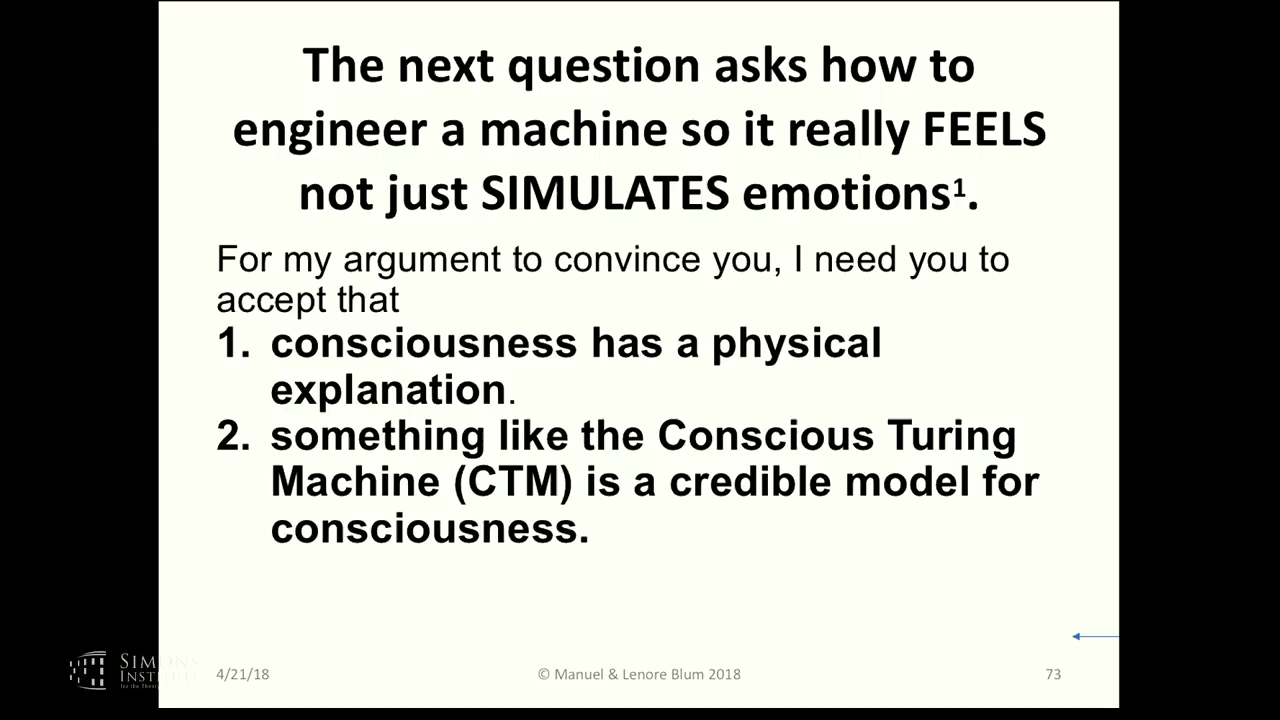 The next question asks how to
engineer a machine so it really FEELS
not just SIMULATES emotions¹.
For my argument to convince you, I need you to
accept that
1. consciousness has a physical
explanation.
2. something like the Conscious Turing
Machine (CTM) is a credible model for
consciousness.
SIMONS
INSTIT
4/21/18
© Manuel & Lenore Blum 2018
73